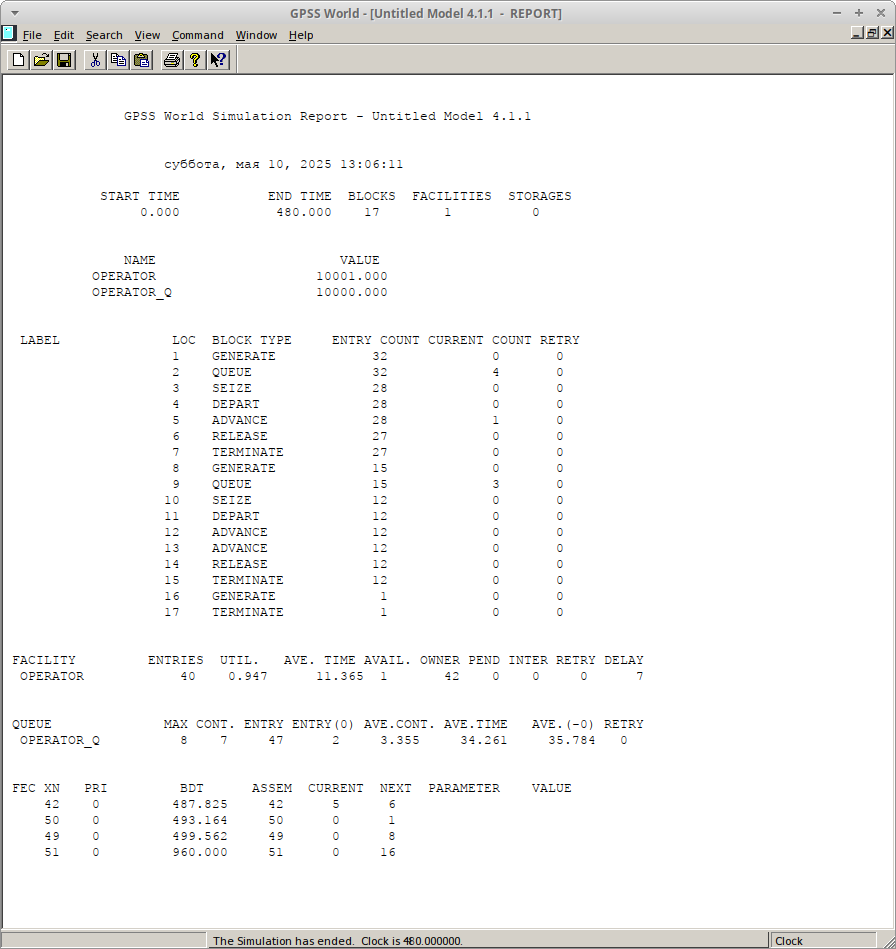 GPSS World - [Untitled Model 4.1.1 - REPORT]
File Edit Search View Command Window Help
GPSS World Simulation Report - Untitled Model 4.1.1
суббота, мая 10, 2025 13:06:11
START TIME END TIME BLOCKS FACILITIES STORAGES
0.000 480.000 17 1 0
NAME VALUE
OPERATOR 10001.000
OPERATOR_Q 10000.000
LABEL LOC BLOCK TYPE ENTRY COUNT CURRENT COUNT RETRY
1 GENERATE 32 0 0
2 QUEUE 32 4 0
3 SEIZE 28 0 0
4 DEPART 28 0 0
5 ADVANCE 28 1 0
6 RELEASE 27 0 0
7 TERMINATE 27 0 0
8 GENERATE 15 0 0
9 QUEUE 15 3 0
10 SEIZE 12 0 0
11 DEPART 12 0 0
12 ADVANCE 12 0 0
13 ADVANCE 12 0 0
14 RELEASE 12 0 0
15 TERMINATE 12 0 0
16 GENERATE 1 0 0
17 TERMINATE 1 0 0
FACILITY ENTRIES UTIL. AVE. TIME AVAIL. OWNER PEND INTER RETRY DELAY
OPERATOR 40 0.947 11.365 1 42 0 0 0 7
QUEUE MAX CONT. ENTRY ENTRY(0) AVE.CONT. AVE.TIME AVE.(-0) RETRY
OPERATOR_Q 8 7 47 2 3.355 34.261 35.784 0
FEC XN PRI BDT ASSEM CURRENT NEXT PARAMETER VALUE
42 0 487.825 42 5 6
50 0 493.164 50 0 1
49 0 499.562 49 0 8
51 0 960.000 51 0 16
The Simulation has ended. Clock is 480.000000. Clock